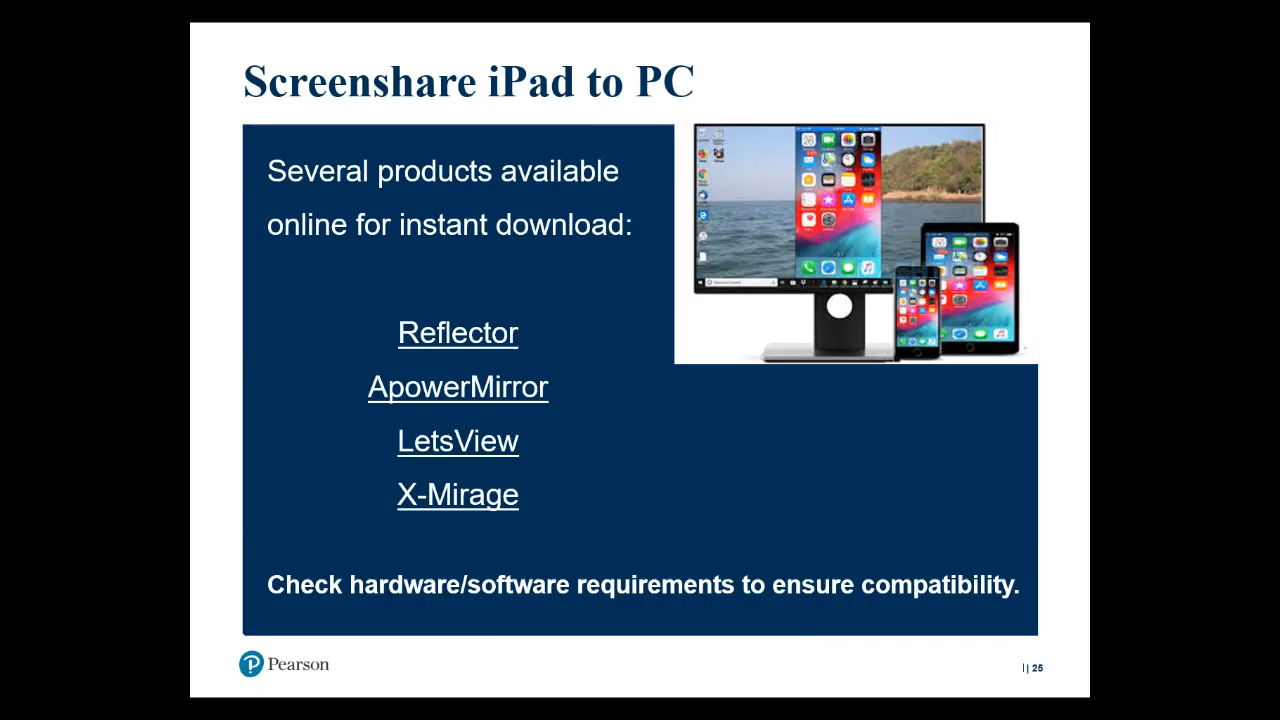 Screenshare iPad to PC
Several products available
online for instant download:
Reflector
ApowerMirror
LetsView
X-Mirage
Check hardware/software requirements to ensure compatibility.
Pearson
| 25